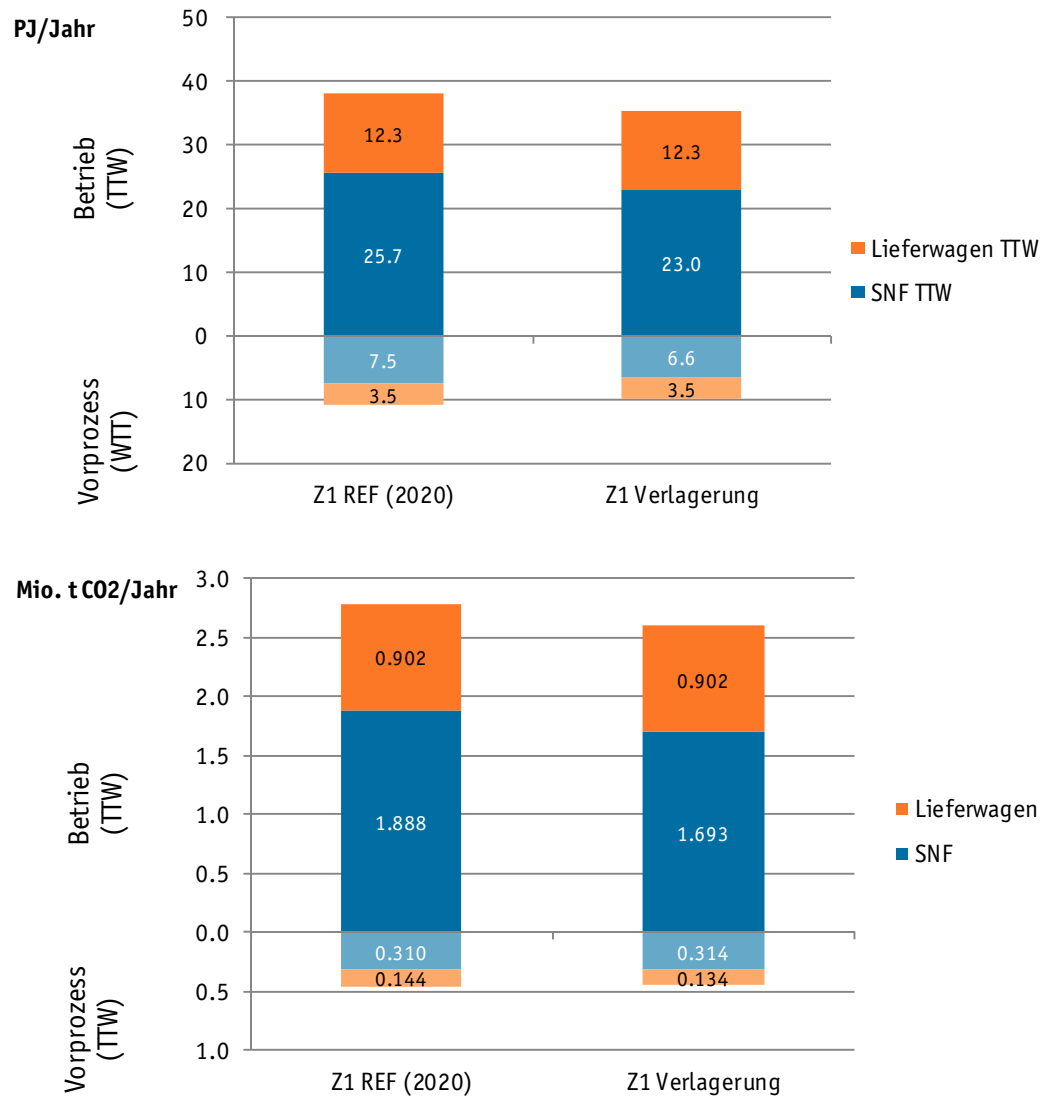 PJ/Jahr
50
40
30
20
10
0
10
20
Betrieb
(TTW)
Vorprozess
(WTT)
12.3
12.3
25.7
23.0
7.5
6.6
3.5
3.5
Z1 REF (2020)
Z1 Verlagerung
Lieferwagen TTW
SNF TTW
Mio. t CO2/Jahr
3.0
2.5
2.0
1.5
1.0
0.5
0.0
0.5
1.0
Betrieb
(TTW)
Vorprozess
(TTW)
0.902
0.902
1.888
1.693
0.310
0.314
0.144
0.134
Z1 REF (2020)
Z1 Verlagerung
Lieferwagen
SNF